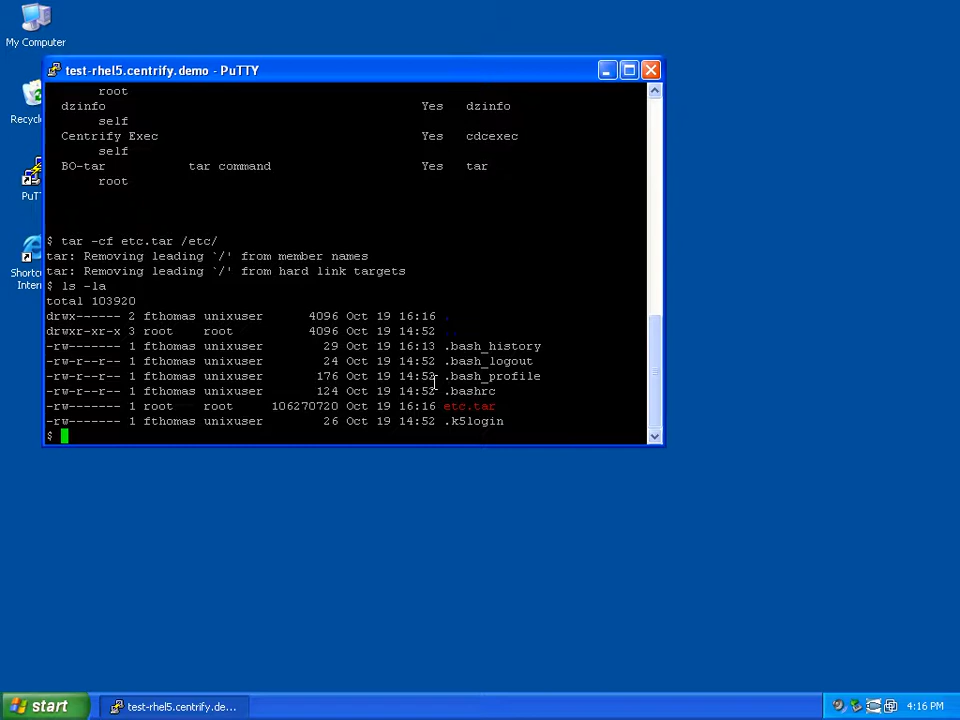 My Computer
test-rhel5.centrify.demo - PuTTY
root
dzinfo Yes dzinfo
self
Centrify Exec Yes cdcexec
self
BO-tar tar command Yes tar
root
$ tar -cf etc.tar /etc/
tar: Removing leading `/' from member names
tar: Removing leading `/' from hard link targets
$ ls -la
total 103920
drwx------ 2 fthomas unixuser 4096 Oct 19 16:16 .
drwxr-xr-x 3 root root 4096 Oct 19 14:52 ..
-rw------- 1 fthomas unixuser 29 Oct 19 16:13 .bash_history
-rw-r--r-- 1 fthomas unixuser 24 Oct 19 14:52 .bash_logout
-rw-r--r-- 1 fthomas unixuser 176 Oct 19 14:52 .bash_profile
-rw-r--r-- 1 fthomas unixuser 124 Oct 19 14:52 .bashrc
-rw------- 1 root root 106270720 Oct 19 16:16 etc.tar
-rw------- 1 fthomas unixuser 26 Oct 19 14:52 .k5login
$
Recycl
PuT
Shortc
Inter
start
test-rhel5.centrify.de...
4:16 PM